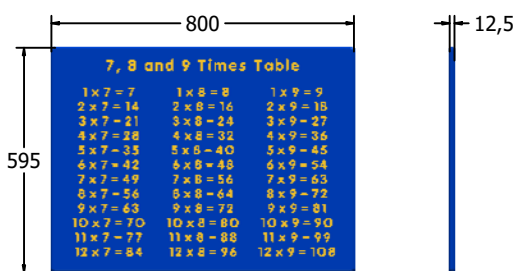 800
12,5
595
7, 8 and 9 Times Table
1 x 7 = 7 1 x 8 = 8 1 x 9 = 9
2 x 7 = 14 2 x 8 = 16 2 x 9 = 18
3 x 7 = 21 3 x 8 = 24 3 x 9 = 27
4 x 7 = 28 4 x 8 = 32 4 x 9 = 36
5 x 7 = 35 5 x 8 = 40 5 x 9 = 45
6 x 7 = 42 6 x 8 = 48 6 x 9 = 54
7 x 7 = 49 7 x 8 = 56 7 x 9 = 63
8 x 7 = 56 8 x 8 = 64 8 x 9 = 72
9 x 7 = 63 9 x 8 = 72 9 x 9 = 81
10 x 7 = 70 10 x 8 = 80 10 x 9 = 90
11 x 7 = 77 11 x 8 = 88 11 x 9 = 99
12 x 7 = 84 12 x 8 = 96 12 x 9 = 108